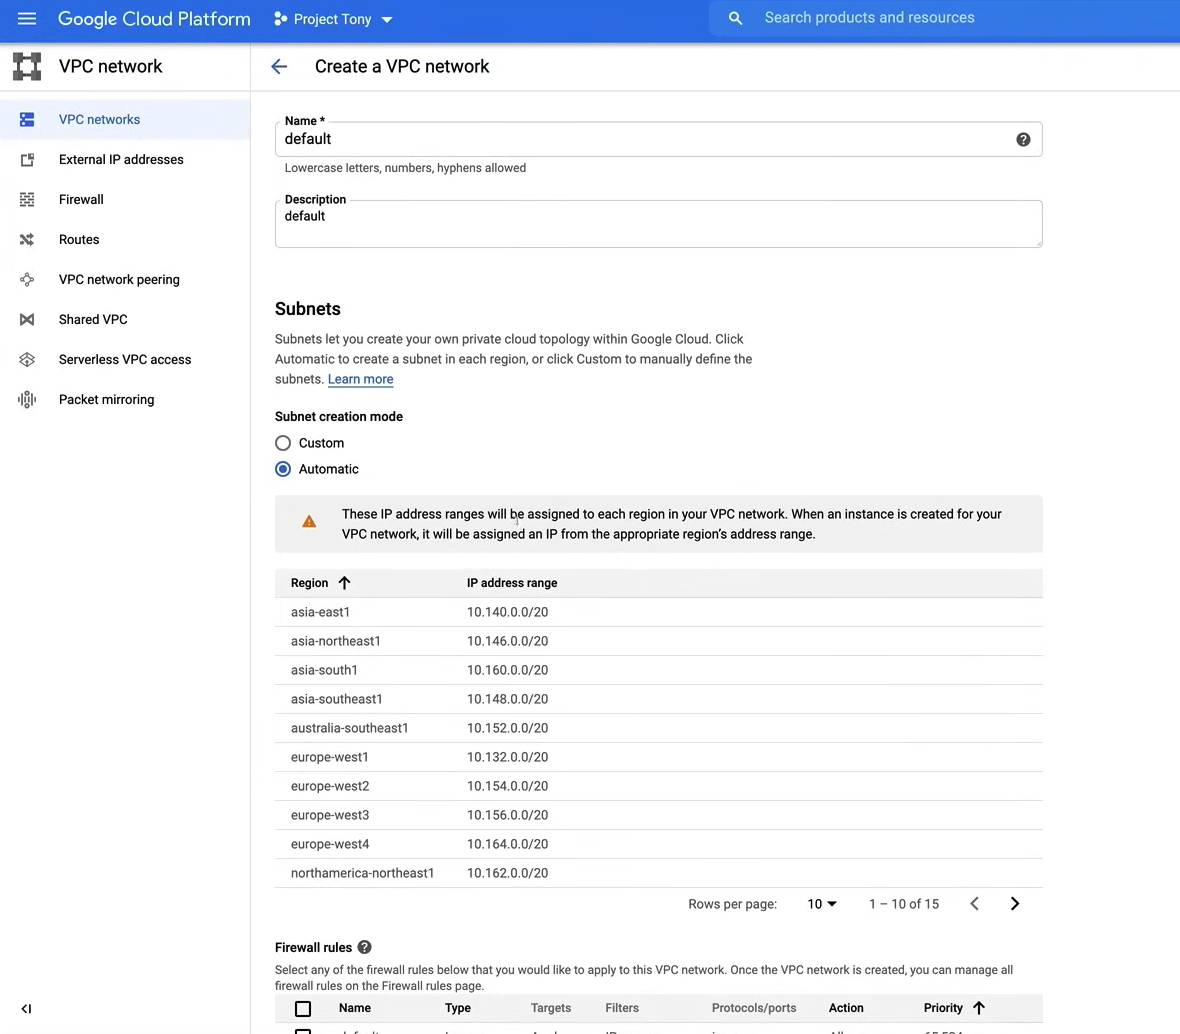 Google Cloud Platform
Project Tony
Search products and resources
VPC network
Create a VPC network
VPC networks
External IP addresses
Firewall
Routes
VPC network peering
Shared VPC
Serverless VPC access
Packet mirroring
Name *
default
Lowercase letters, numbers, hyphens allowed
Description
default
Subnets
Subnets let you create your own private cloud topology within Google Cloud. Click
Automatic to create a subnet in each region, or click Custom to manually define the
subnets. Learn more
Subnet creation mode
Custom
Automatic
These IP address ranges will be assigned to each region in your VPC network. When an instance is created for your
VPC network, it will be assigned an IP from the appropriate region's address range.
Region IP address range
asia-east1 10.140.0.0/20
asia-northeast1 10.146.0.0/20
asia-south1 10.160.0.0/20
asia-southeast1 10.148.0.0/20
australia-southeast1 10.152.0.0/20
europe-west1 10.132.0.0/20
europe-west2 10.154.0.0/20
europe-west3 10.156.0.0/20
europe-west4 10.164.0.0/20
northamerica-northeast1 10.162.0.0/20
Rows per page: 10 1 – 10 of 15
Firewall rules
Select any of the firewall rules below that you would like to apply to this VPC network. Once the VPC network is created, you can manage all
firewall rules on the Firewall rules page.
Name Type Targets Filters Protocols/ports Action Priority